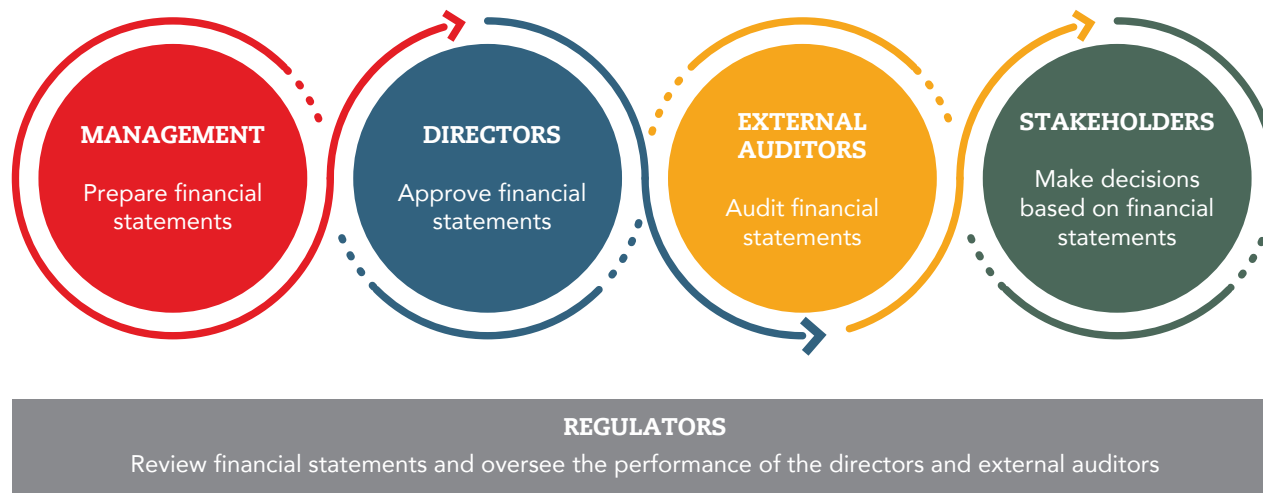 MANAGEMENT
Prepare financial
statements
DIRECTORS
Approve financial
statements
EXTERNAL
AUDITORS
Audit financial
statements
STAKEHOLDERS
Make decisions
based on financial
statements
REGULATORS
Review financial statements and oversee the performance of the directors and external auditors